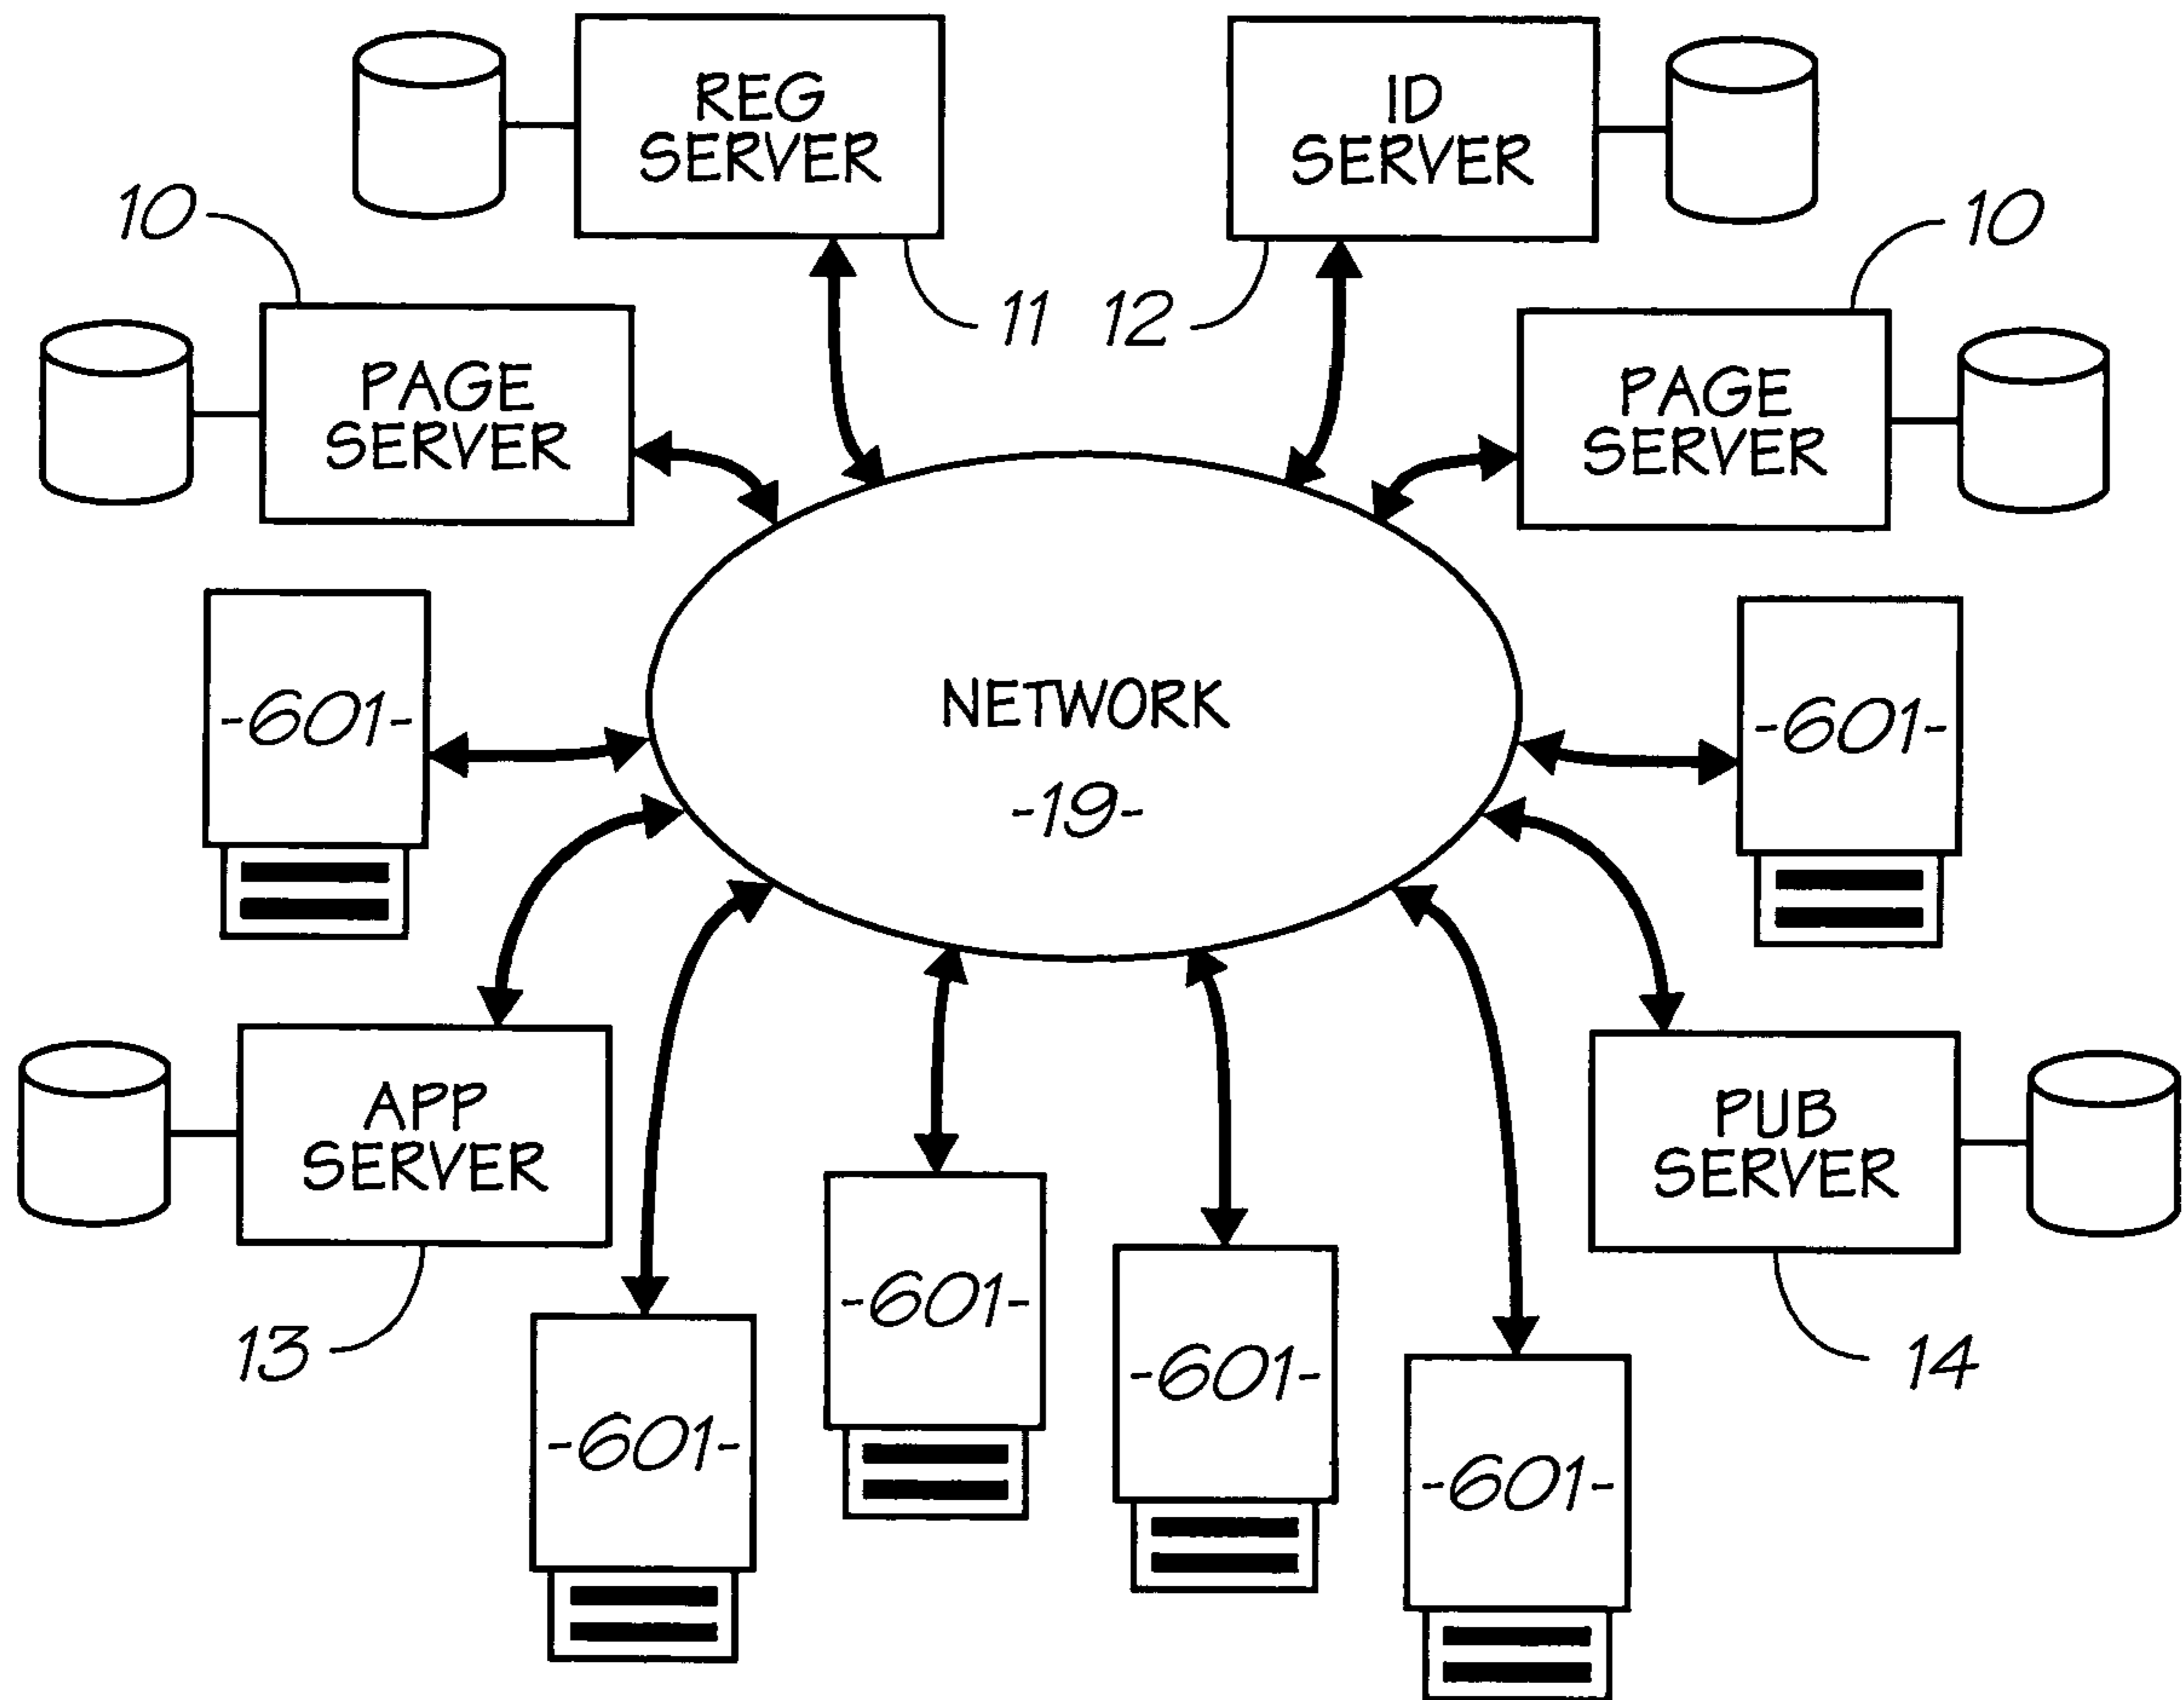 REG
SERVER
ID
SERVER
10
10
11
12
PAGE
SERVER
PAGE
SERVER
-601-
NETWORK
-19-
-601-
APP
SERVER
PUB
SERVER
13
-601-
-601-
-601-
-601-
14